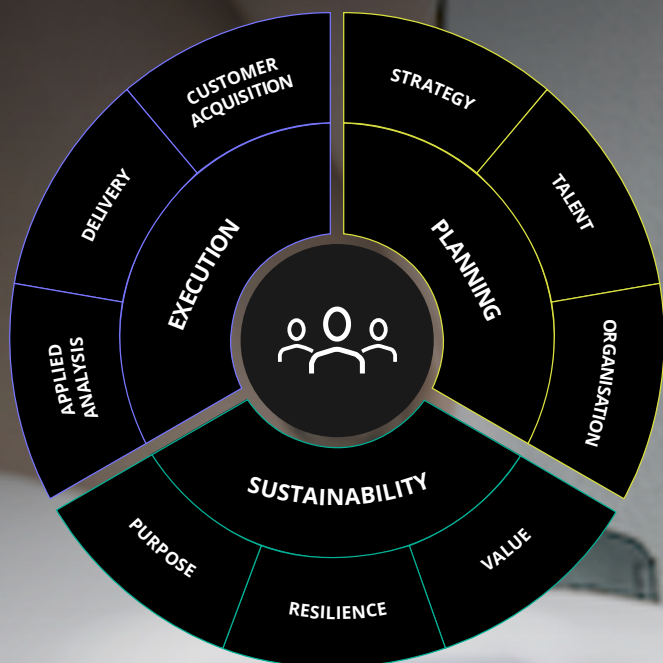 CUSTOMER
ACQUISITION
STRATEGY
DELIVERY
TALENT
EXECUTION
PLANNING
APPLIED
ANALYSIS
ORGANISATION
SUSTAINABILITY
PURPOSE
RESILIENCE
VALUE